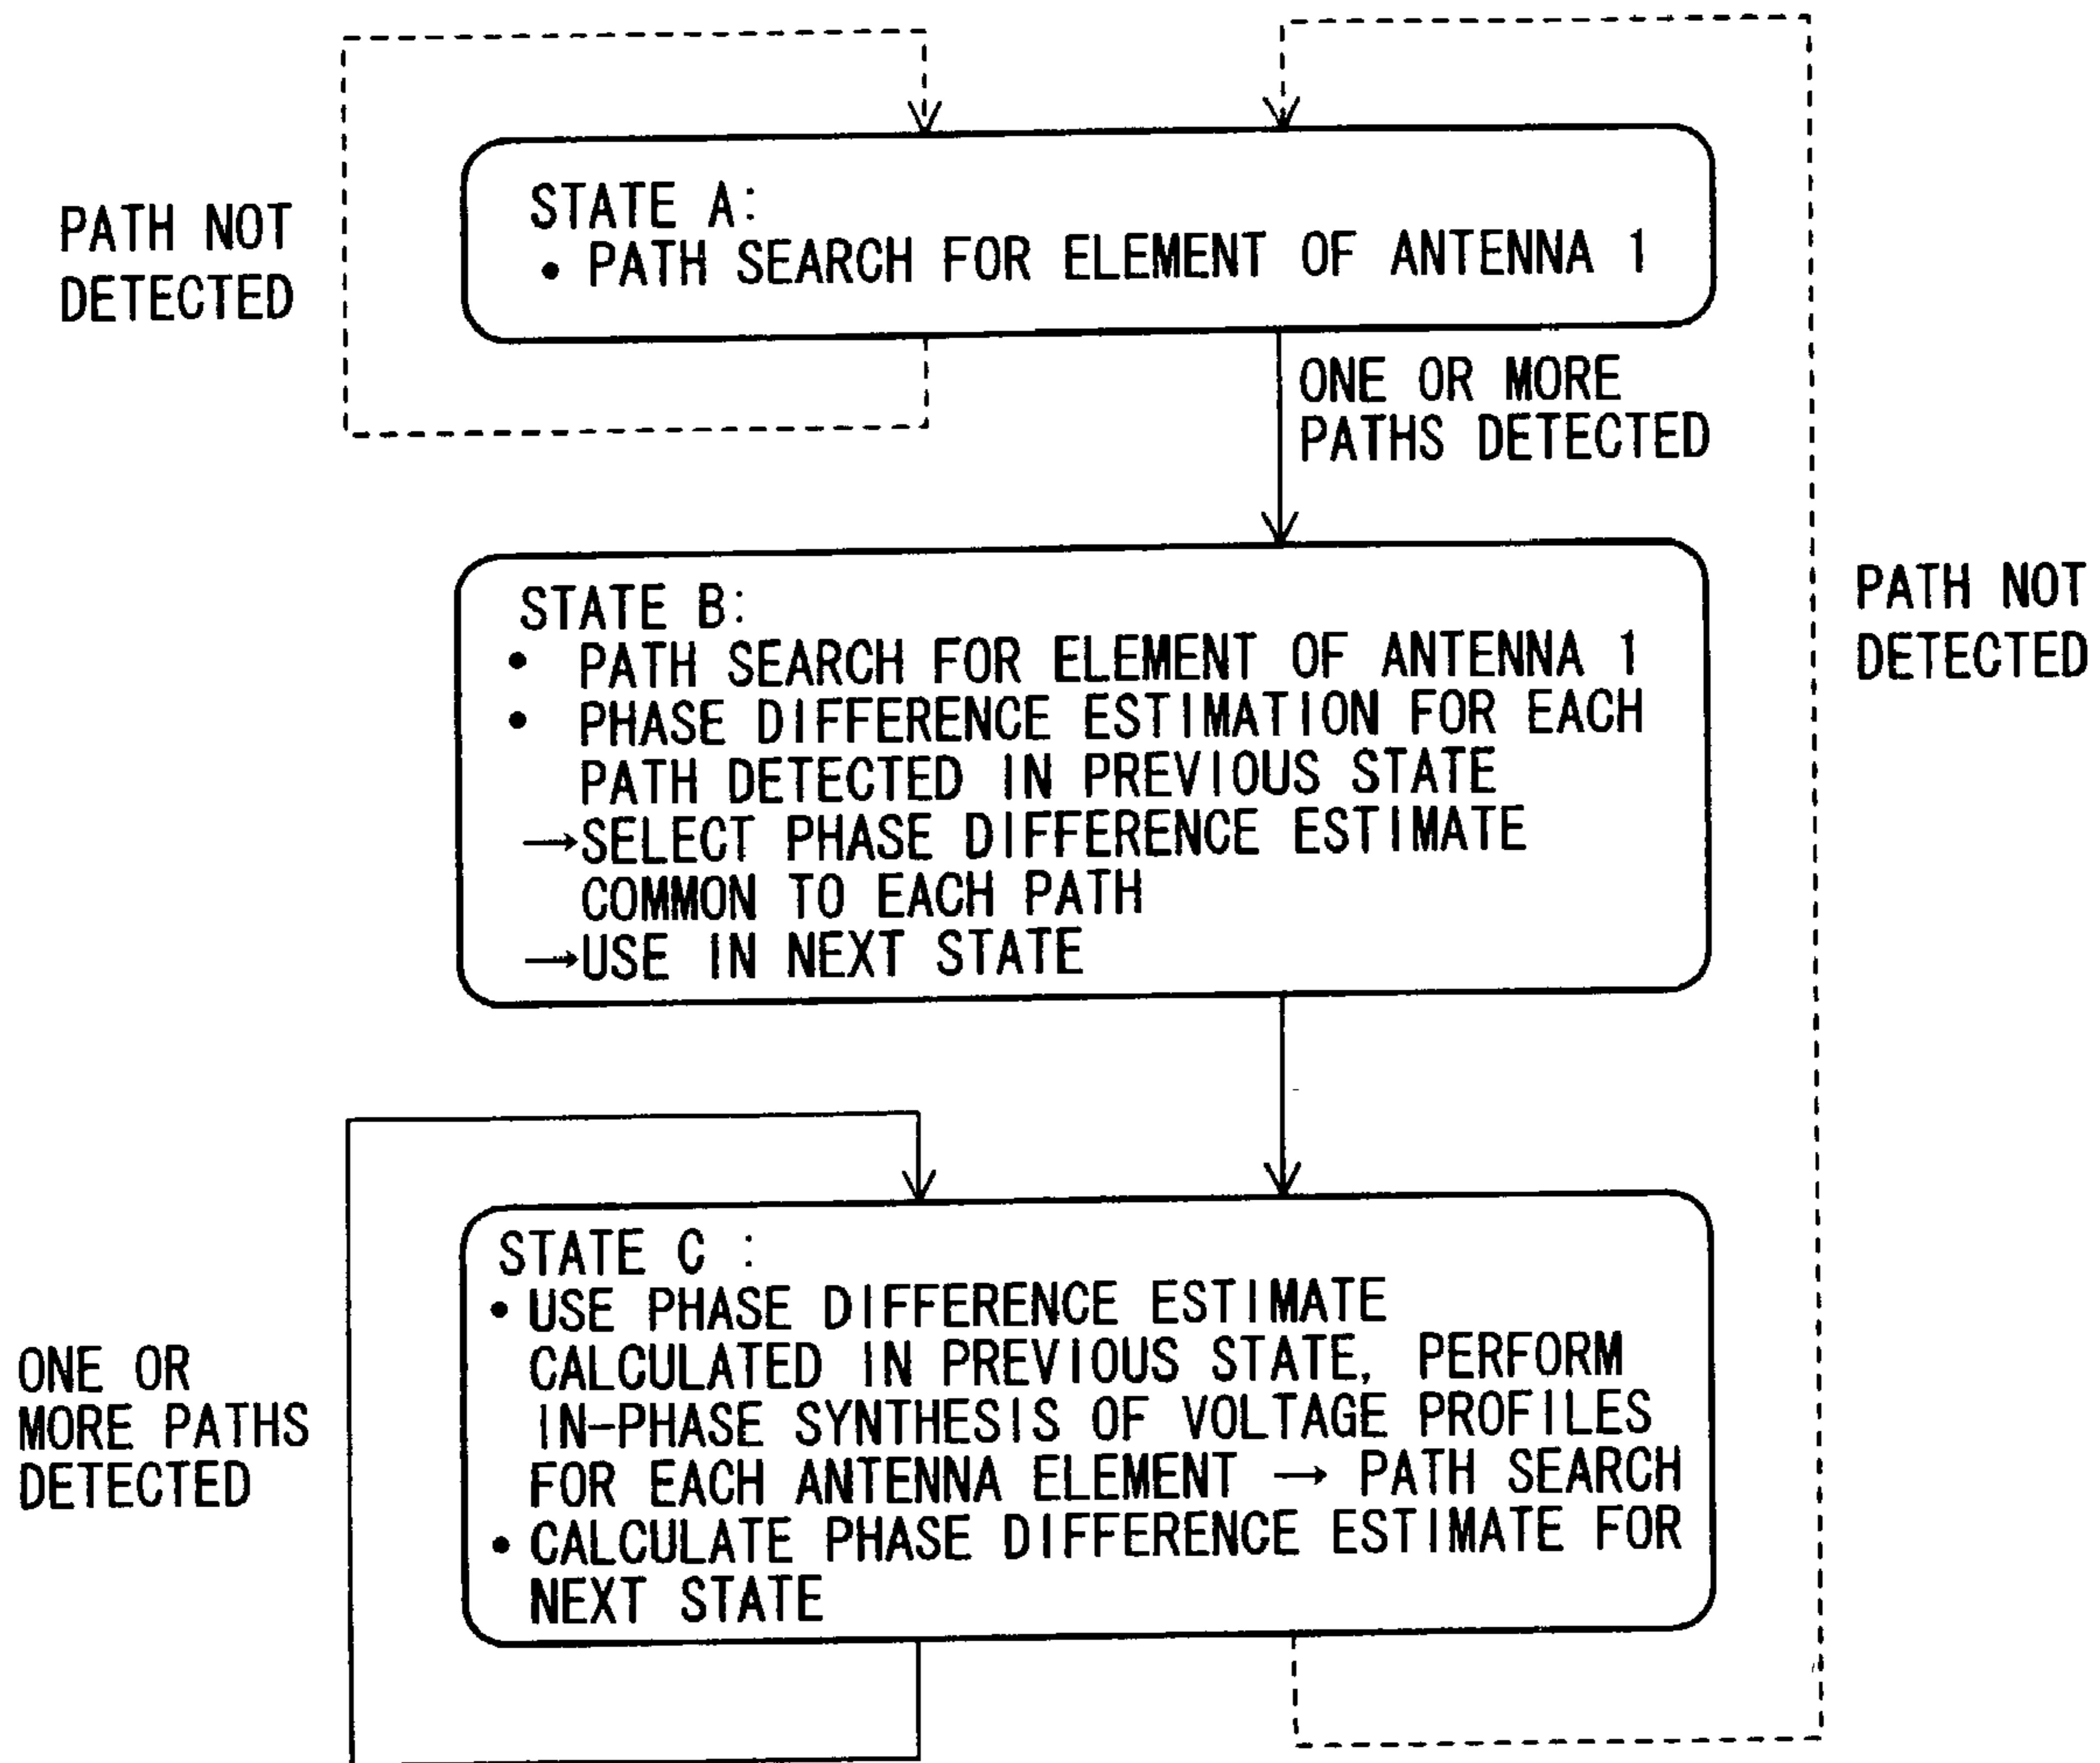 PATH NOT
DETECTED
STATE A:
• PATH SEARCH FOR ELEMENT OF ANTENNA 1
ONE OR MORE
PATHS DETECTED
STATE B:
• PATH SEARCH FOR ELEMENT OF ANTENNA 1
• PHASE DIFFERENCE ESTIMATION FOR EACH
PATH DETECTED IN PREVIOUS STATE
→SELECT PHASE DIFFERENCE ESTIMATE
COMMON TO EACH PATH
→USE IN NEXT STATE
PATH NOT
DETECTED
STATE C :
• USE PHASE DIFFERENCE ESTIMATE
CALCULATED IN PREVIOUS STATE, PERFORM
IN-PHASE SYNTHESIS OF VOLTAGE PROFILES
FOR EACH ANTENNA ELEMENT → PATH SEARCH
• CALCULATE PHASE DIFFERENCE ESTIMATE FOR
NEXT STATE
ONE OR
MORE PATHS
DETECTED